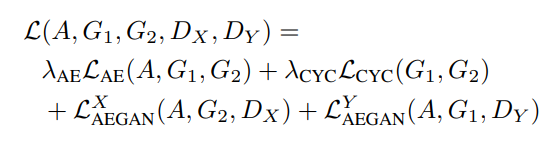 ℒ(A, G₁, G₂, D_X, D_Y) =
λ_AE ℒ_AE(A, G₁, G₂) + λ_CYC ℒ_CYC(G₁, G₂)
+ ℒ^X_AEGAN(A, G₂, D_X) + ℒ^Y_AEGAN(A, G₁, D_Y)